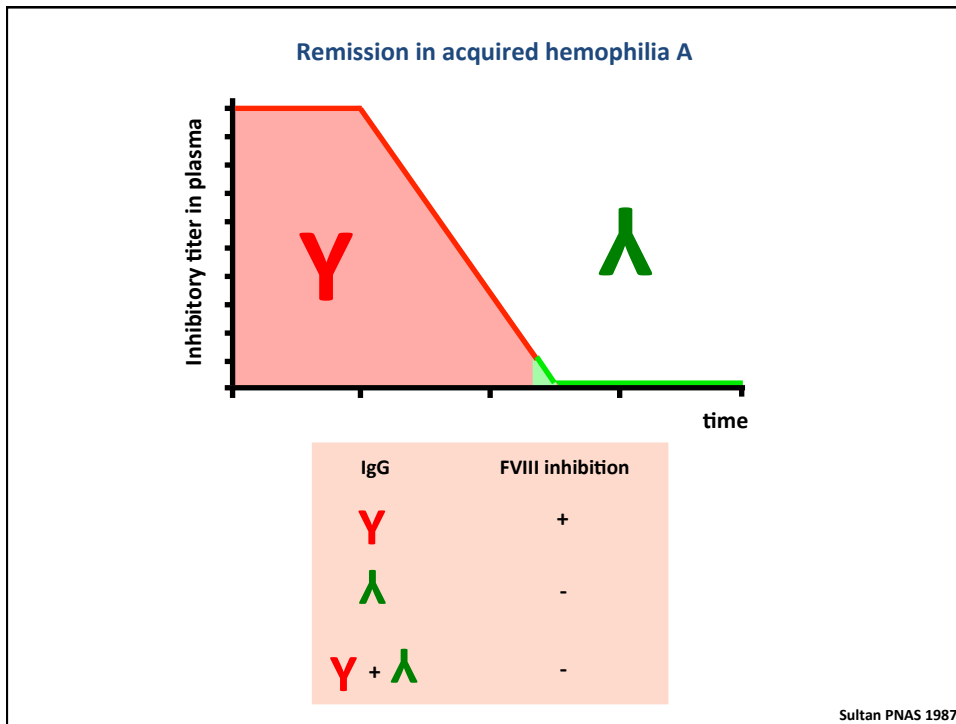 Remission in acquired hemophilia A
Inhibitory titer in plasma
time
IgG FVIII inhibition
+
-
+ -
Sultan PNAS 1987